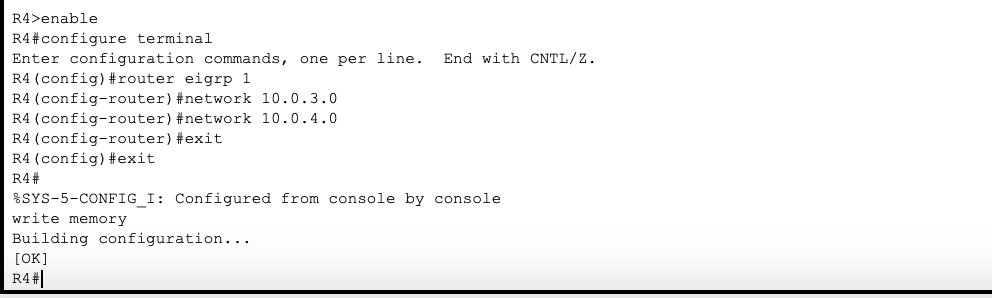 R4>enable
R4#configure terminal
Enter configuration commands, one per line.  End with CNTL/Z.
R4(config)#router eigrp 1
R4(config-router)#network 10.0.3.0
R4(config-router)#network 10.0.4.0
R4(config-router)#exit
R4(config)#exit
R4#
%SYS-5-CONFIG_I: Configured from console by console
write memory
Building configuration...
[OK]
R4#